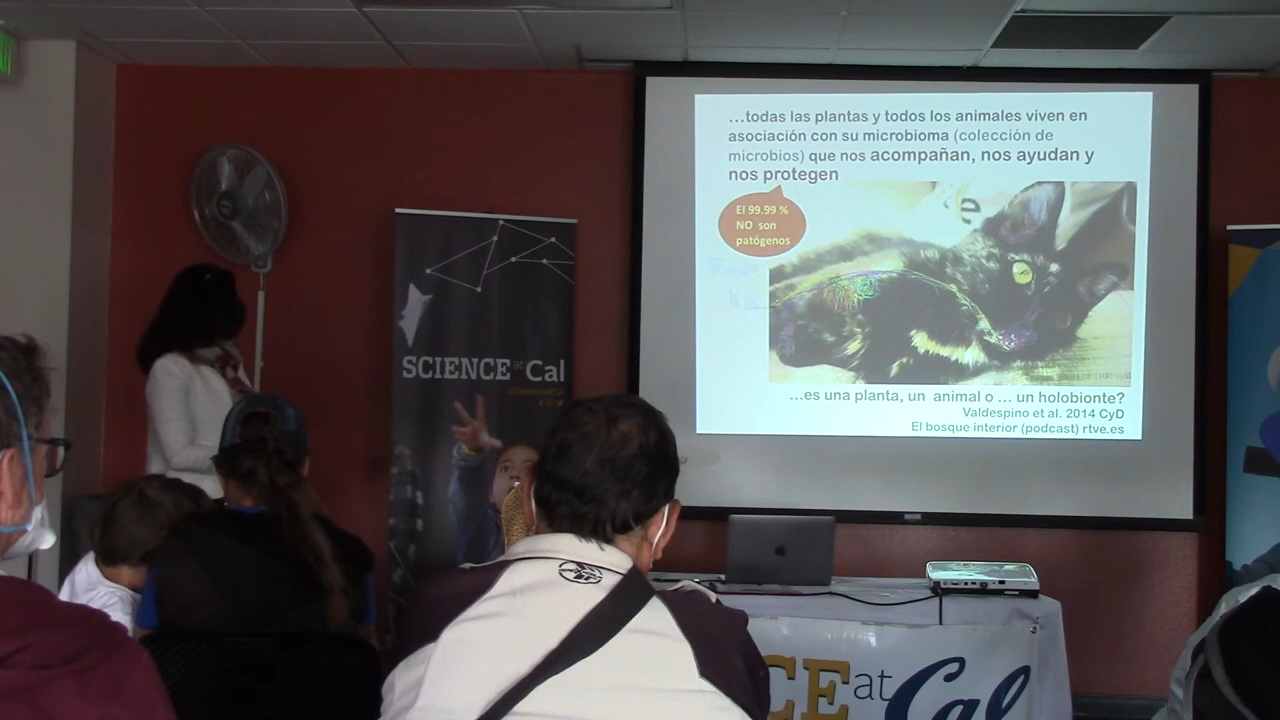 …todas las plantas y todos los animales viven en
asociación con su microbioma (colección de
microbios) que nos acompañan, nos ayudan y
nos protegen
El 99.99 %
NO son
patógenos
…es una planta, un animal o … un holobionte?
Valdespino et al. 2014 CyD
El bosque interior (podcast) rtve.es
SCIENCE at Cal
CE at Cal